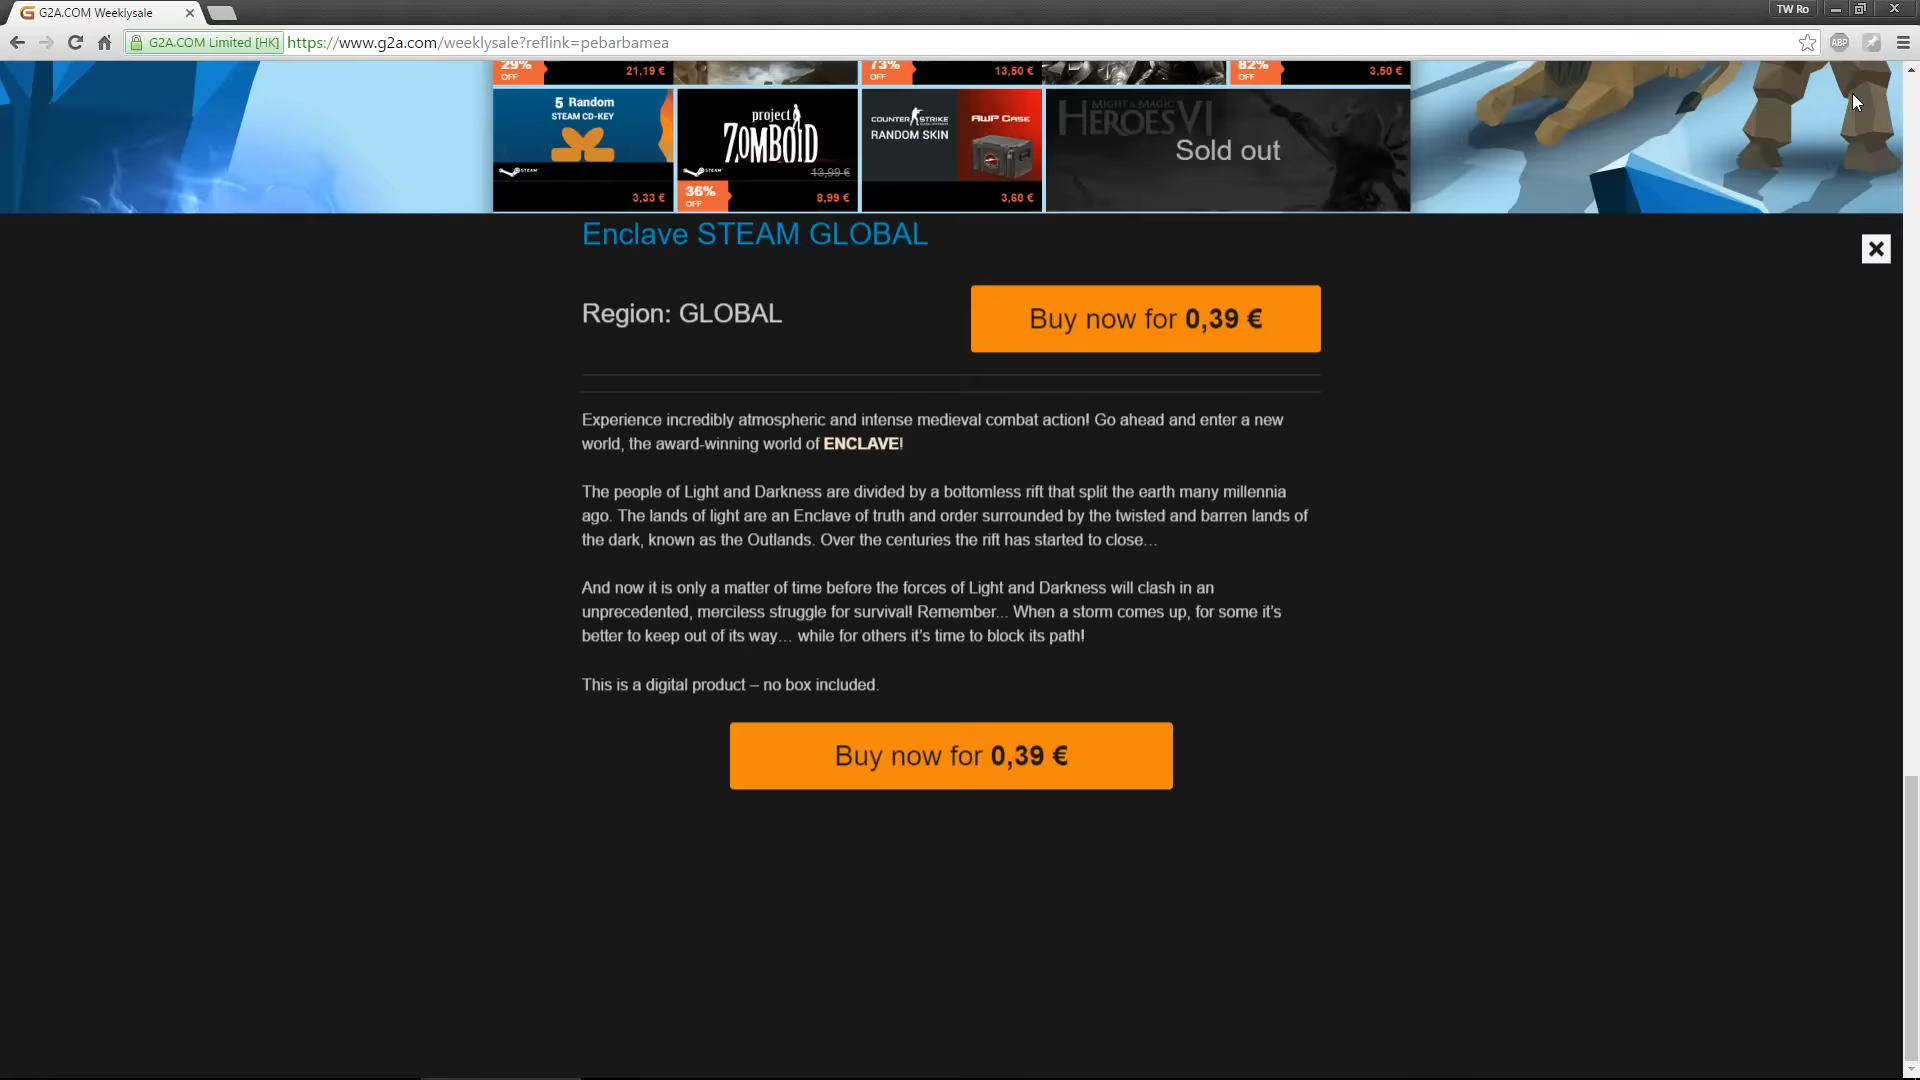 G2A.COM Weeklysale
TW Ro
G2A.COM Limited [HK]
https://www.g2a.com/weeklysale?reflink=pebarbamea
ABP
29%
OFF
21,19 €
73%
OFF
13,50 €
82%
OFF
3,50 €
5 Random
STEAM CD-KEY
STEAM
3,33 €
project
ZOMBOID
STEAM
13,99 €
36%
OFF
8,99 €
COUNTER STRIKE
RANDOM SKIN
AWP CASE
3,60 €
MIGHT & MAGIC
HEROES VI
Sold out
Enclave STEAM GLOBAL
Region: GLOBAL
Buy now for 0,39 €
Experience incredibly atmospheric and intense medieval combat action! Go ahead and enter a new
world, the award-winning world of ENCLAVE!
The people of Light and Darkness are divided by a bottomless rift that split the earth many millennia
ago. The lands of light are an Enclave of truth and order surrounded by the twisted and barren lands of
the dark, known as the Outlands. Over the centuries the rift has started to close…
And now it is only a matter of time before the forces of Light and Darkness will clash in an
unprecedented, merciless struggle for survival! Remember... When a storm comes up, for some it's
better to keep out of its way… while for others it's time to block its path!
This is a digital product – no box included.
Buy now for 0,39 €